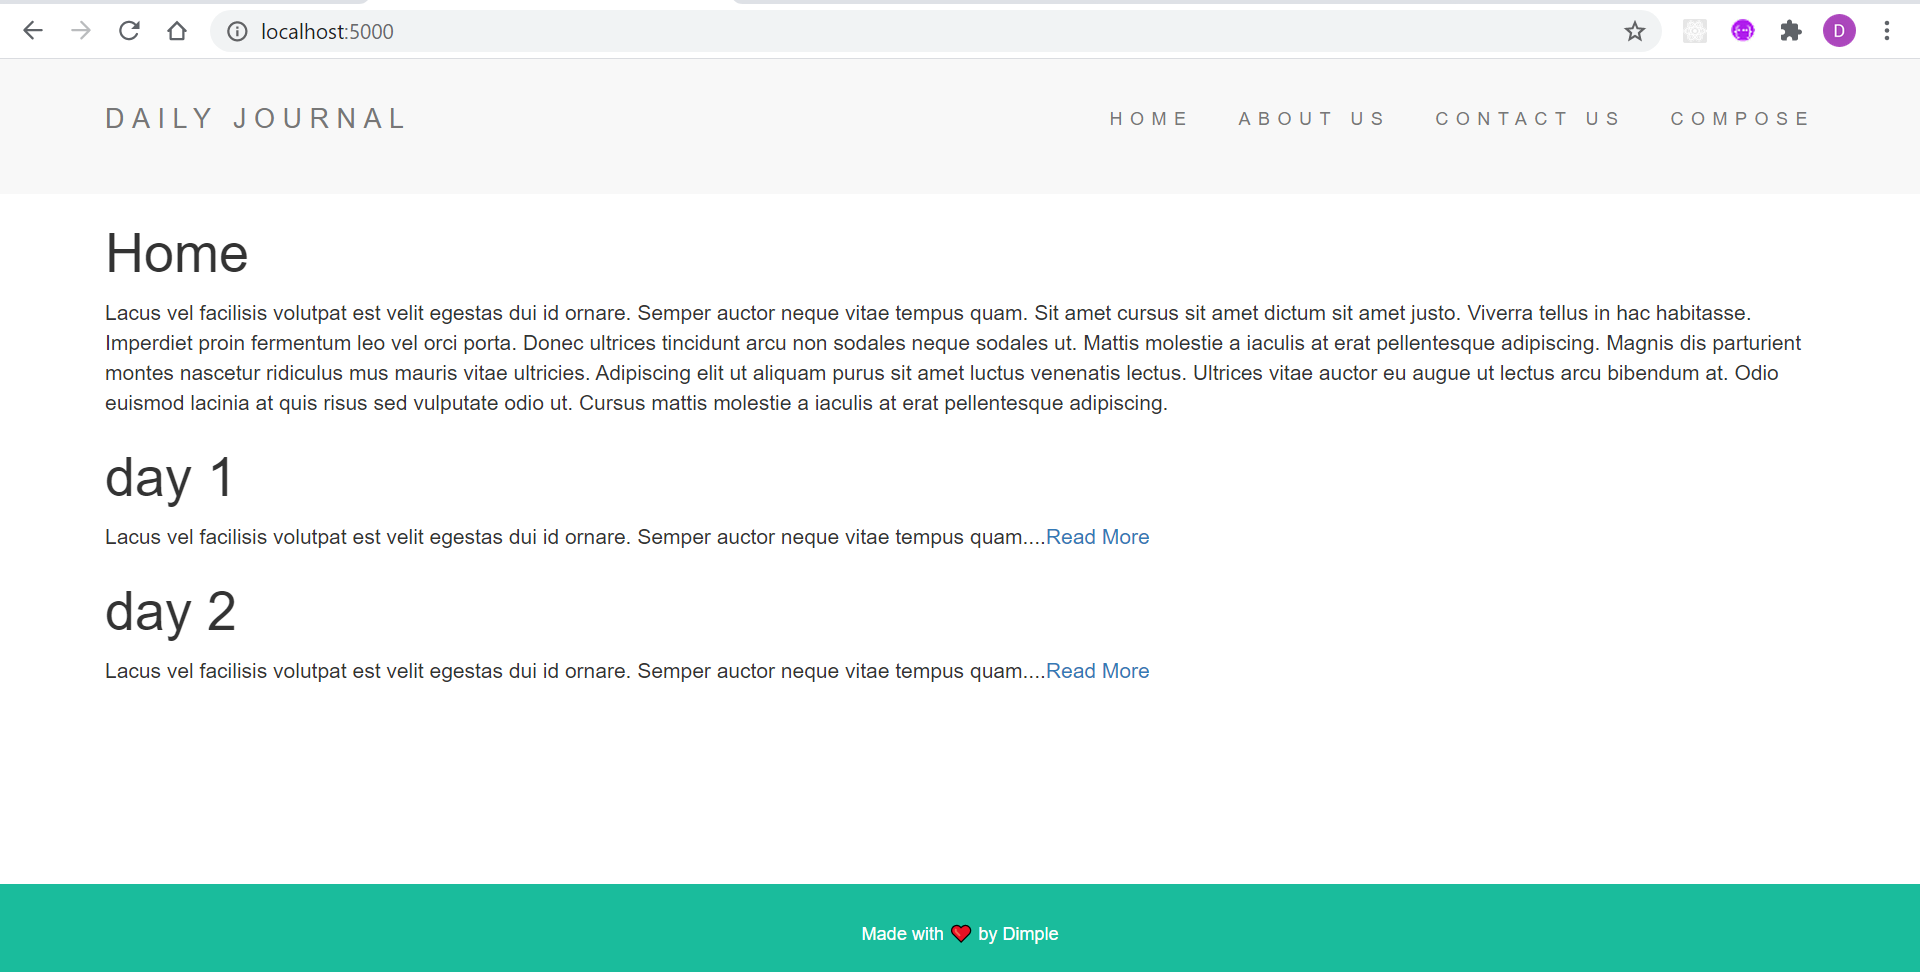 localhost:5000
D
DAILY JOURNAL
HOME ABOUT US CONTACT US COMPOSE
Home
Lacus vel facilisis volutpat est velit egestas dui id ornare. Semper auctor neque vitae tempus quam. Sit amet cursus sit amet dictum sit amet justo. Viverra tellus in hac habitasse.
Imperdiet proin fermentum leo vel orci porta. Donec ultrices tincidunt arcu non sodales neque sodales ut. Mattis molestie a iaculis at erat pellentesque adipiscing. Magnis dis parturient
montes nascetur ridiculus mus mauris vitae ultricies. Adipiscing elit ut aliquam purus sit amet luctus venenatis lectus. Ultrices vitae auctor eu augue ut lectus arcu bibendum at. Odio
euismod lacinia at quis risus sed vulputate odio ut. Cursus mattis molestie a iaculis at erat pellentesque adipiscing.
day 1
Lacus vel facilisis volutpat est velit egestas dui id ornare. Semper auctor neque vitae tempus quam....Read More
day 2
Lacus vel facilisis volutpat est velit egestas dui id ornare. Semper auctor neque vitae tempus quam....Read More
Made with ❤️ by Dimple